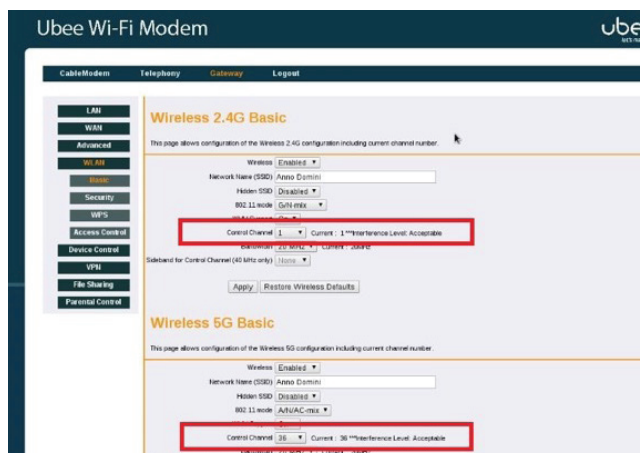 Ubee Wi-Fi Modem
ube
CableModem Telephony Gateway Logout
LAN
WAN
Advanced
WLAN
Basic
Security
WPS
Access Control
Device Control
VPN
File Sharing
Parental Control
Wireless 2.4G Basic
This page allows configuration of the Wireless 2.4G configuration including current channel number.
Wireless Enabled
Network Name (SSID) Anno Domini
Hidden SSID Disabled
802.11 mode G/N-mix
Control Channel 1 Current : 1 ***Interference Level: Acceptable
Bandwidth 20 MHz Current : 20MHz
Sideband for Control Channel (40 MHz only) None
Apply Restore Wireless Defaults
Wireless 5G Basic
This page allows configuration of the Wireless 5G configuration including current channel number.
Wireless Enabled
Network Name (SSID) Anno Domini
Hidden SSID Disabled
802.11 mode A/N/AC-mix
Control Channel 36 Current : 36 ***Interference Level: Acceptable